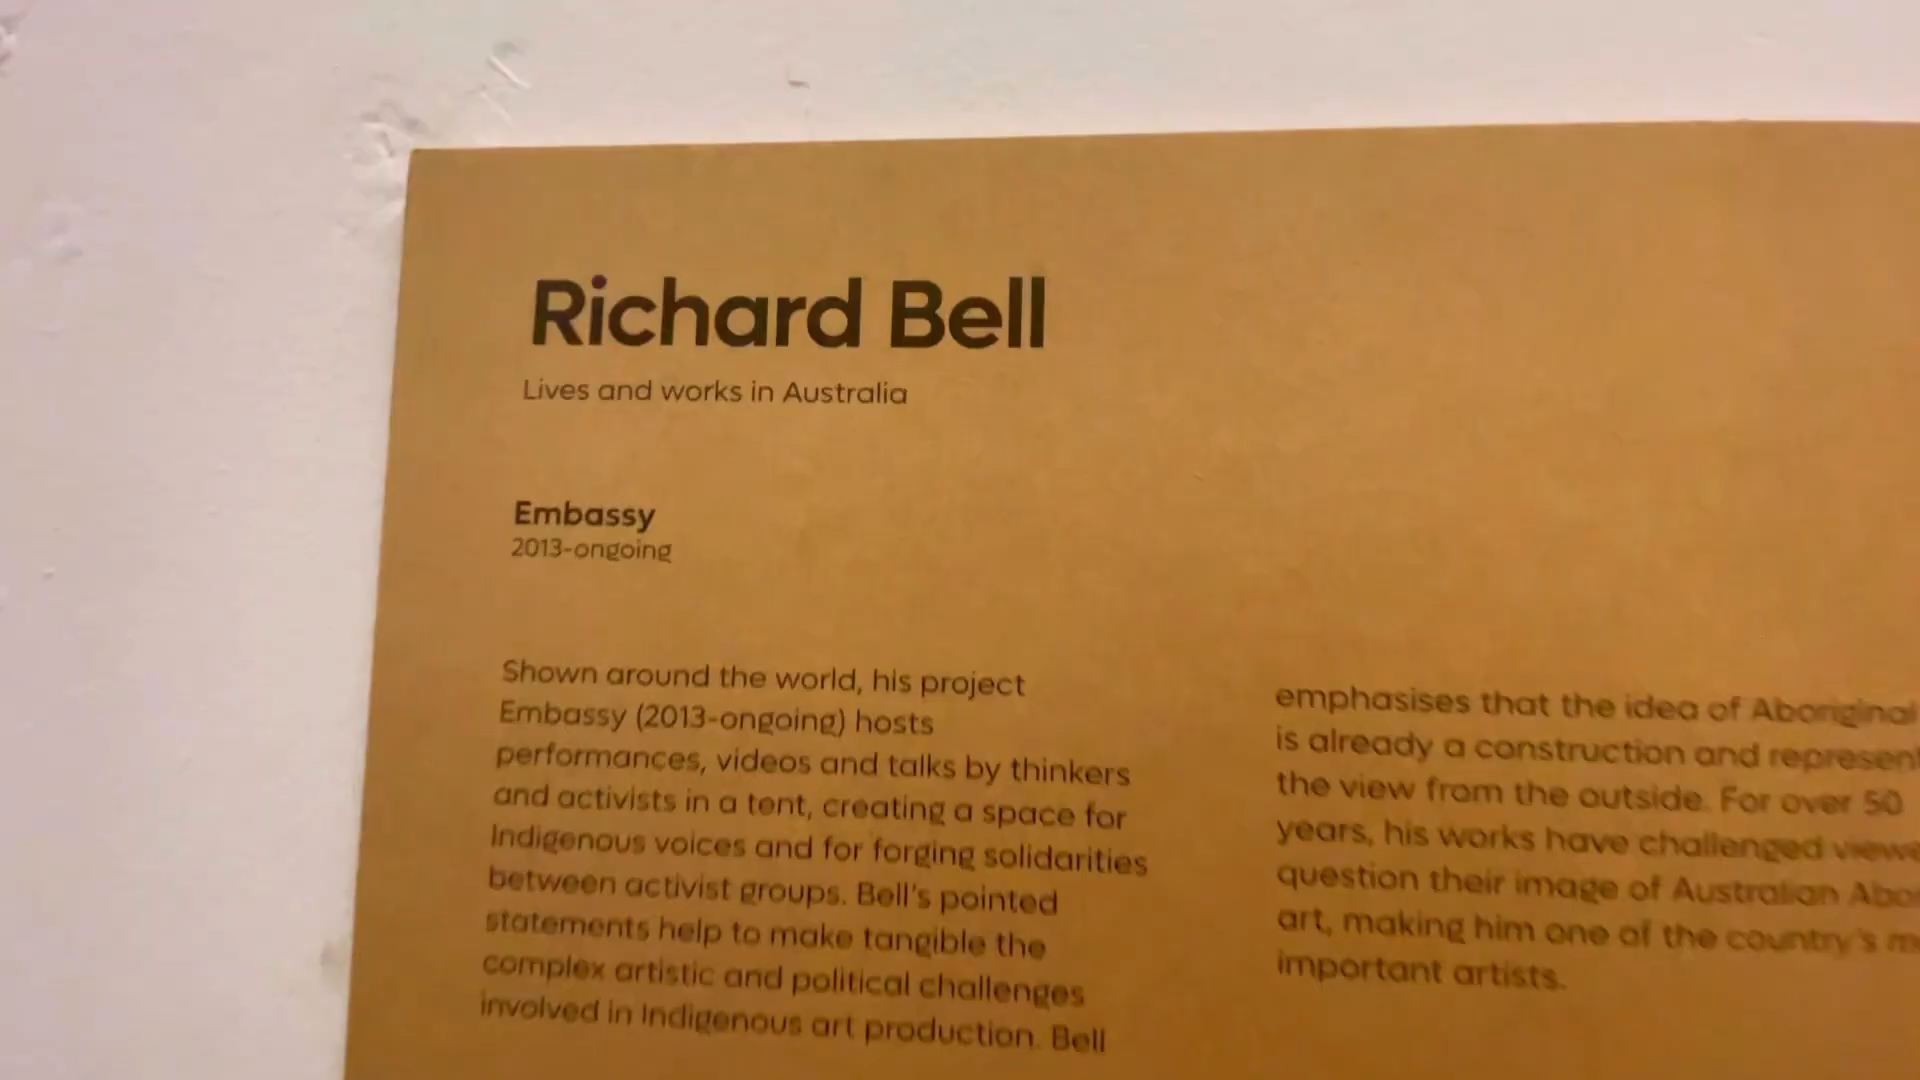 Richard Bell
Lives and works in Australia
Embassy
2013-ongoing
Shown around the world, his project
Embassy (2013-ongoing) hosts
performances, videos and talks by thinkers
and activists in a tent, creating a space for
Indigenous voices and for forging solidarities
between activist groups. Bell's pointed
statements help to make tangible the
complex artistic and political challenges
involved in Indigenous art production. Bell
emphasises that the idea of Aboriginal
is already a construction and
the view from the outside. For over 50
years, his works have challenged
question their image of Australian
art, making him one of the country's
important artists.